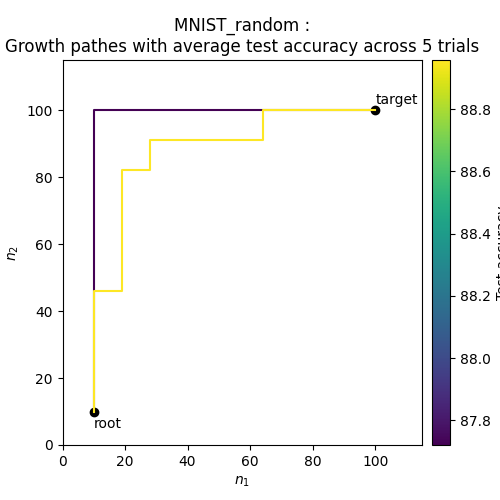 MNIST_random :
Growth pathes with average test accuracy across 5 trials
target
root
100
80
60
40
20
0
n₂
0 20 40 60 80 100
n₁
88.8
88.6
88.4
88.2
88.0
87.8
Test accuracy